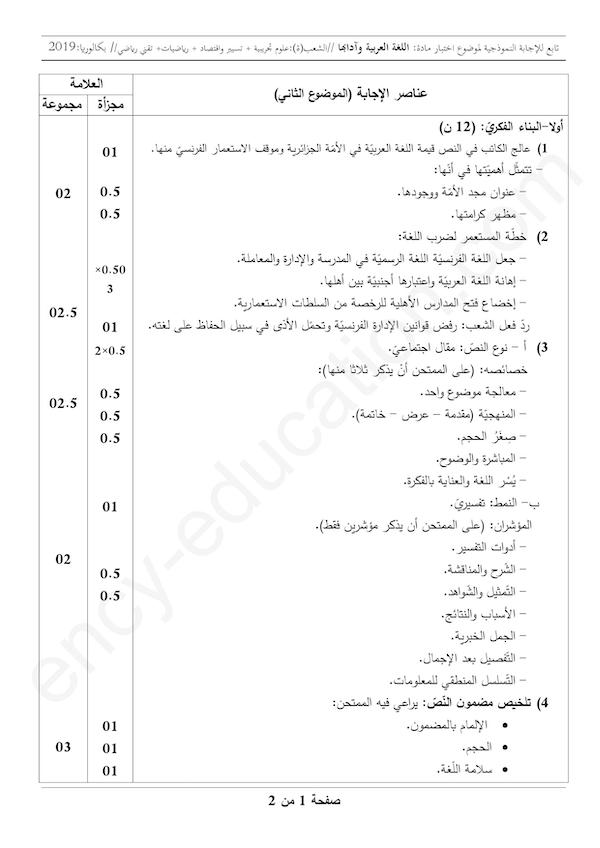 تابع للإجابة النموذجية لموضوع اختبار مادة: اللغة العربية وآدابها //الشعب(ة):علوم تجريبية + تسيير واقتصاد + رياضيات+ تقني رياضي// بكالوريا:2019
عناصر الإجابة (الموضوع الثاني)
العلامة
مجزأة
مجموعة
أولا-البناء الفكريّ: (12 ن)
1) عالج الكاتب في النص قيمة اللغة العربيّة في الأمّة الجزائرية وموقف الاستعمار الفرنسيّ منها. 01
- تتمثّل أهميّتها في أنّها:
- عنوان مجد الأمّة ووجودها. 0.5 02
- مظهر كرامتها. 0.5
2) خطّة المستعمر لضرب اللغة:
- جعل اللغة الفرنسيّة اللغة الرسميّة في المدرسة والإدارة والمعاملة.
- إهانة اللغة العربيّة واعتبارها أجنبيّة بين أهلها. 0.50×3
- إخضاع فتح المدارس الأهلية للرخصة من السلطات الاستعماريّة. 02.5
ردّ فعل الشعب: رفض قوانين الإدارة الفرنسيّة وتحمّل الأذى في سبيل الحفاظ على لغته. 01
3) أ - نوع النصّ: مقال اجتماعيّ. 0.5×2
خصائصه: (على الممتحن أنْ يذكر ثلاثا منها):
- معالجة موضوع واحد. 0.5 02.5
- المنهجيّة (مقدمة - عرض - خاتمة). 0.5
- صِغَرُ الحجم. 0.5
- المباشرة والوضوح.
- يُسْر اللغة والعناية بالفكرة.
ب- النمط: تفسيريّ. 01
المؤشران: (على الممتحن أن يذكر مؤشرين فقط).
- أدوات التفسير. 02
- الشّرح والمناقشة. 0.5
- التّمثيل والشّواهد. 0.5
- الأسباب والنتائج.
- الجمل الخبرية.
- التّفصيل بعد الإجمال.
- التّسلسل المنطقي للمعلومات.
4) تلخيص مضمون النّصّ: يراعي فيه الممتحن:
• الإلمام بالمضمون. 01
• الحجم. 01 03
• سلامة اللّغة. 01
صفحة 1 من 2
ency-education.com